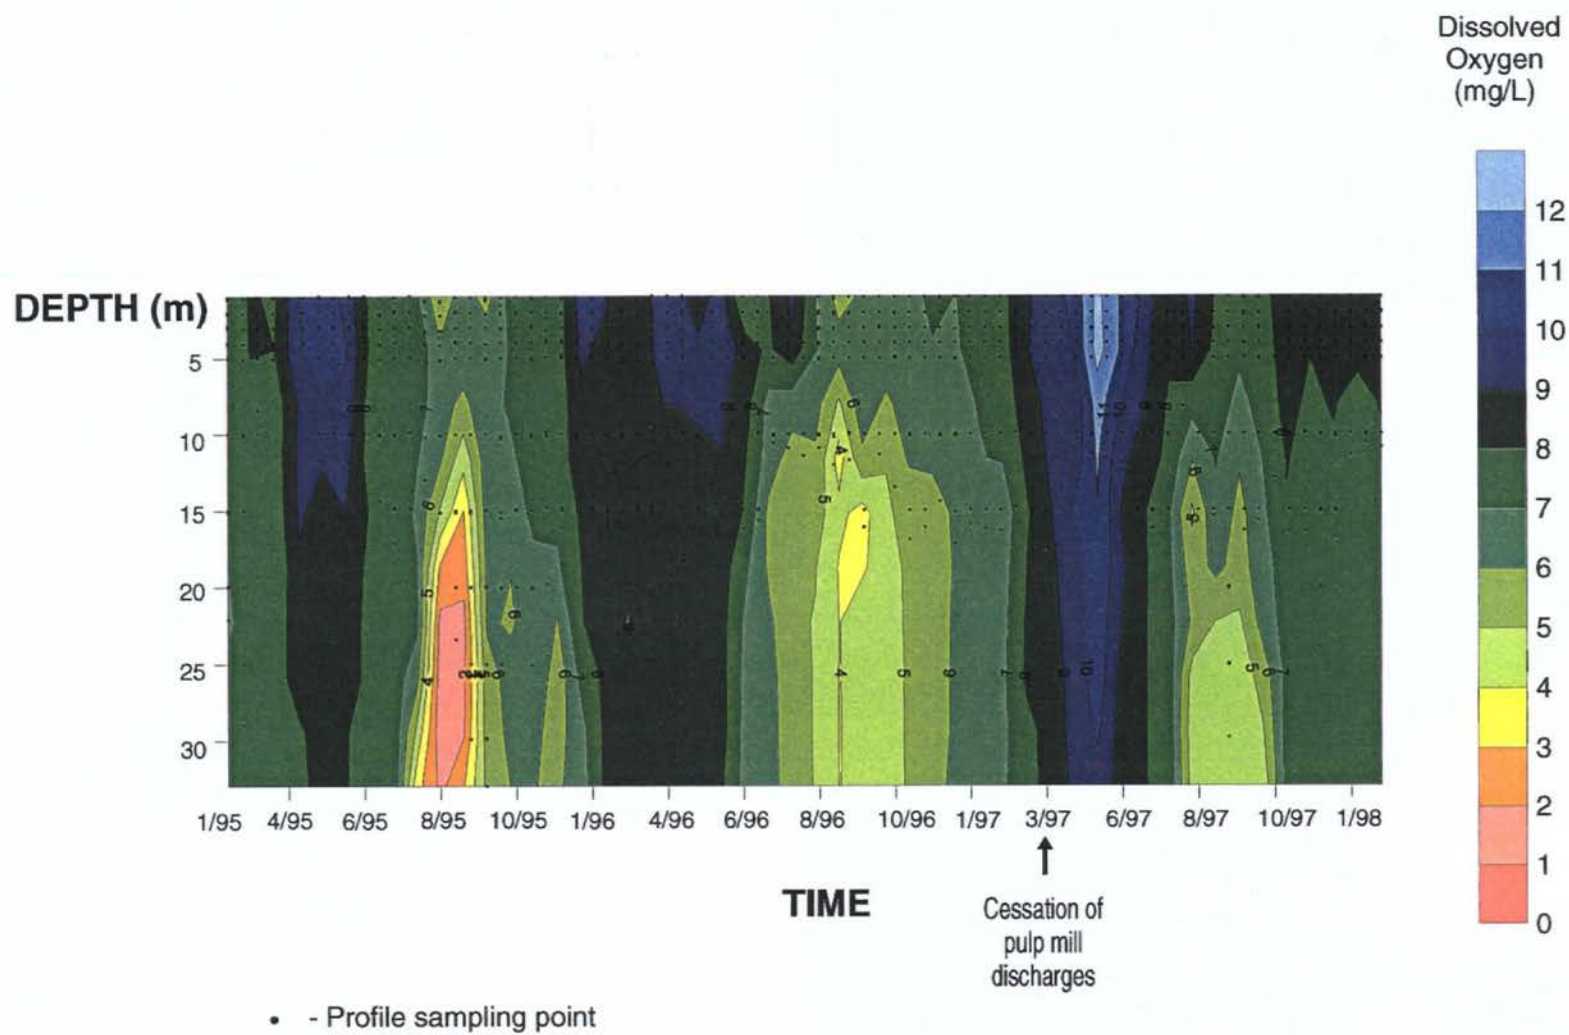 Dissolved
Oxygen
(mg/L)
12
11
10
9
8
7
6
5
4
3
2
1
0
DEPTH (m)
5
10
15
20
25
30
1/95 4/95 6/95 8/95 10/95 1/96 4/96 6/96 8/96 10/96 1/97 3/97 6/97 8/97 10/97 1/98
TIME
Cessation of
pulp mill
discharges
• - Profile sampling point